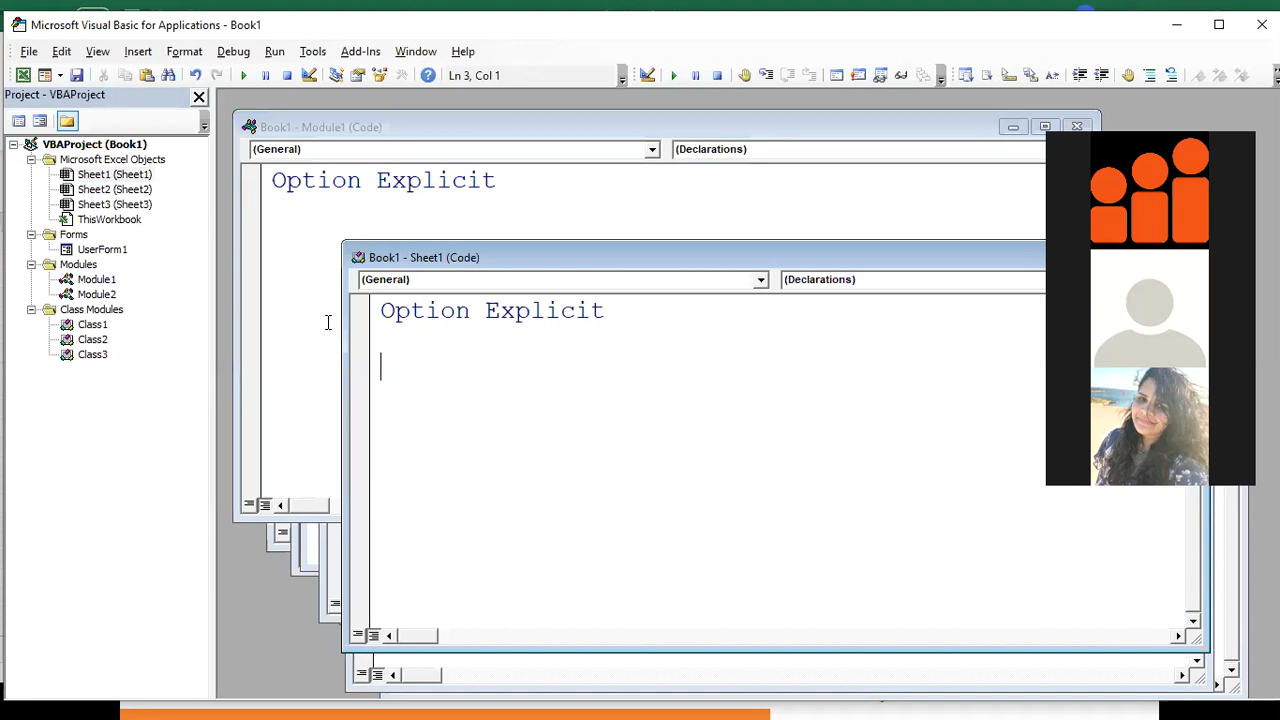 Microsoft Visual Basic for Applications - Book1
File Edit View Insert Format Debug Run Tools Add-Ins Window Help
Ln 3, Col 1
Project - VBAProject
VBAProject (Book1)
Microsoft Excel Objects
Sheet1 (Sheet1)
Sheet2 (Sheet2)
Sheet3 (Sheet3)
ThisWorkbook
Forms
UserForm1
Modules
Module1
Module2
Class Modules
Class1
Class2
Class3
Book1 - Module1 (Code)
(General) (Declarations)
Option Explicit
Book1 - Sheet1 (Code)
(General) (Declarations)
Option Explicit